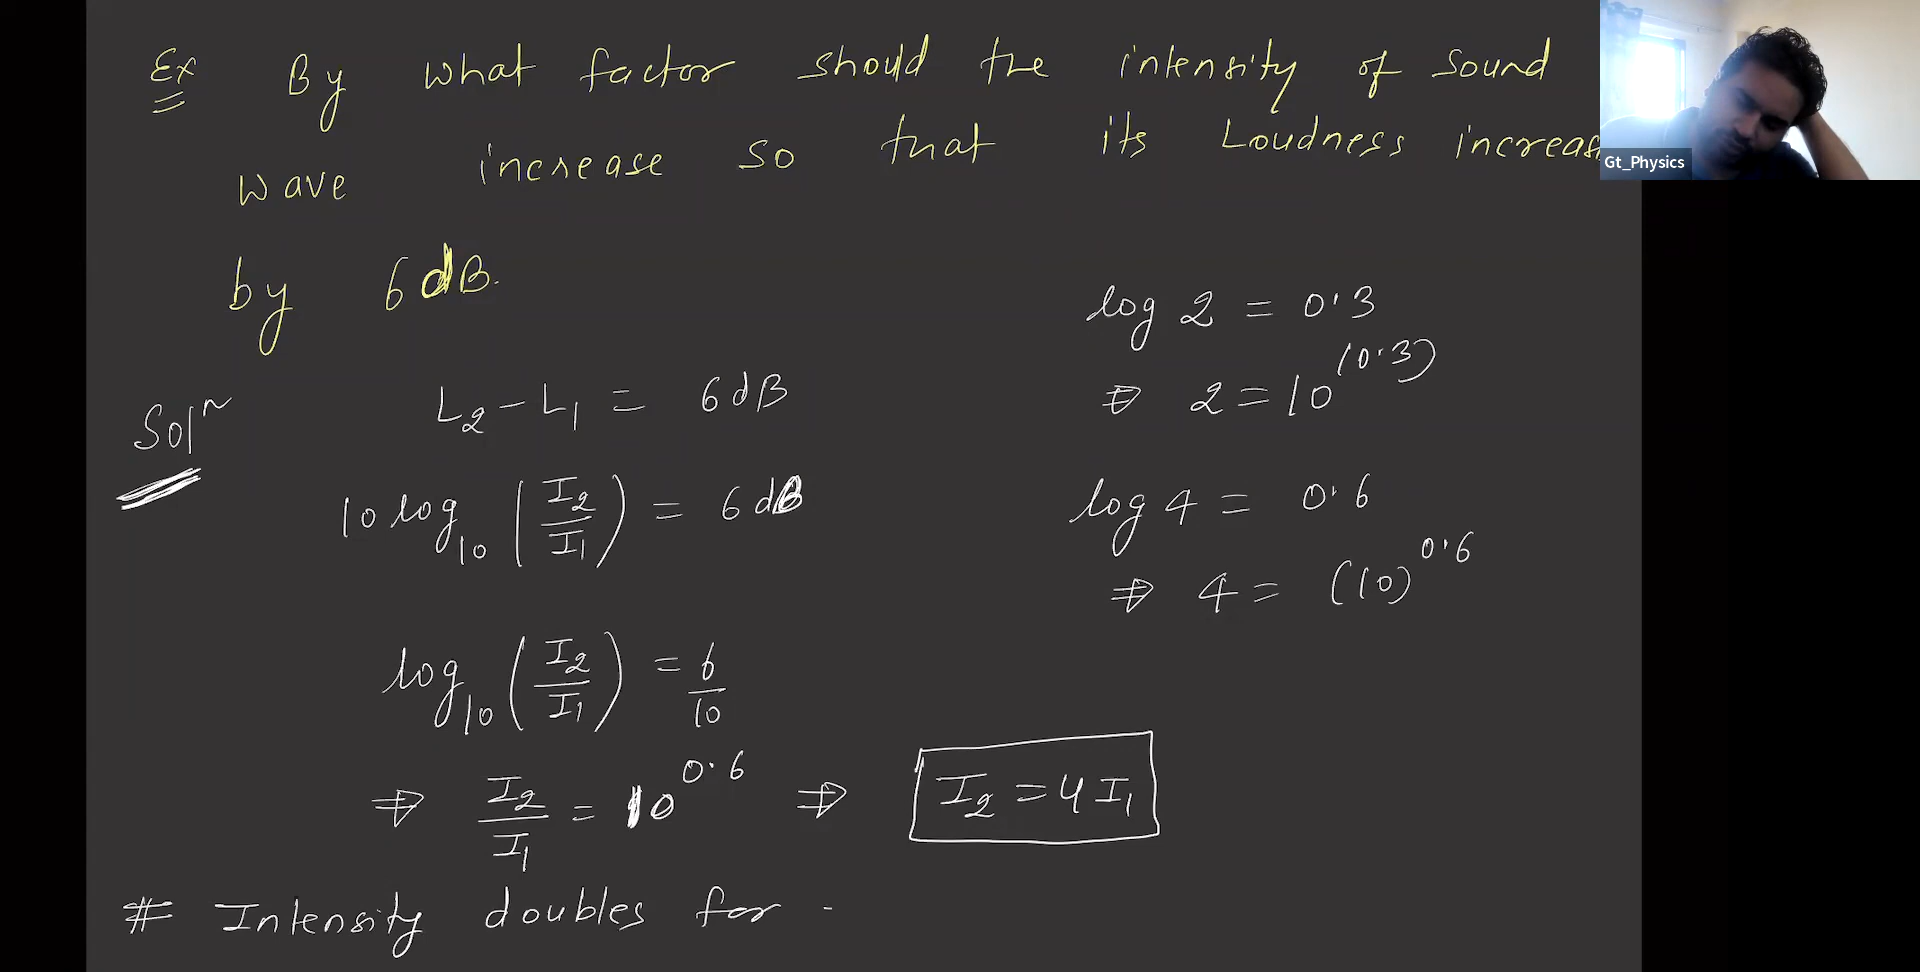 Ex By what factor should the intensity of sound
wave increase so that its Loudness increas
by 6 dB.
Solⁿ L₂ - L₁ = 6dB
10 log₁₀ (I₂/I₁) = 6 dB
log₁₀ (I₂/I₁) = 6/10
⇒ I₂/I₁ = 10^0.6 ⇒ I₂ = 4 I₁
# Intensity doubles for -
log 2 = 0.3
⇒ 2 = 10^(0.3)
log 4 = 0.6
⇒ 4 = (10)^0.6
Gt_Physics